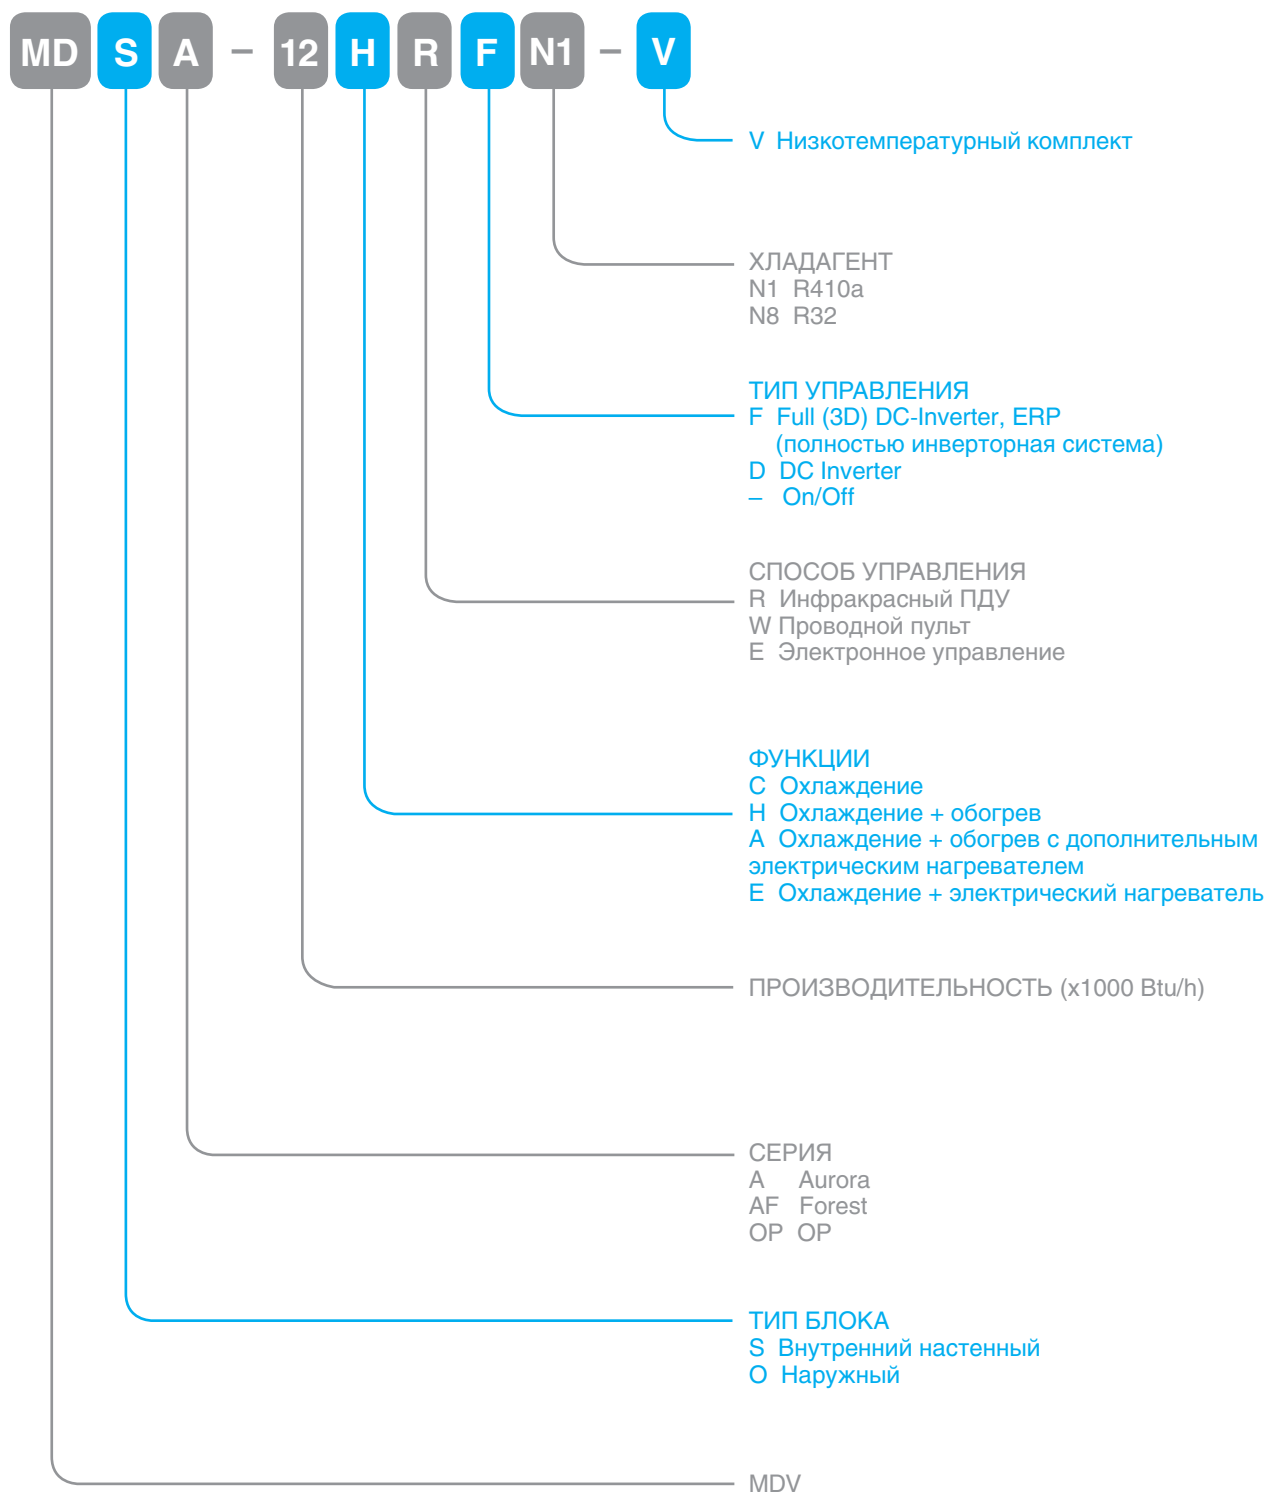 MD S A – 12 H R F N1 – V
V Низкотемпературный комплект
ХЛАДАГЕНТ
N1 R410a
N8 R32
ТИП УПРАВЛЕНИЯ
F Full (3D) DC-Inverter, ERP
(полностью инверторная система)
D DC Inverter
– On/Off
СПОСОБ УПРАВЛЕНИЯ
R Инфракрасный ПДУ
W Проводной пульт
E Электронное управление
ФУНКЦИИ
C Охлаждение
H Охлаждение + обогрев
A Охлаждение + обогрев с дополнительным
электрическим нагревателем
E Охлаждение + электрический нагреватель
ПРОИЗВОДИТЕЛЬНОСТЬ (x1000 Btu/h)
СЕРИЯ
A Aurora
AF Forest
OP OP
ТИП БЛОКА
S Внутренний настенный
O Наружный
MDV